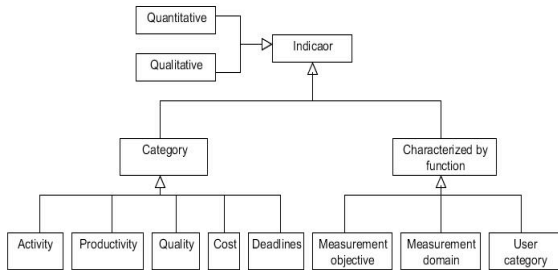 Quantitative
Indicaor
Qualitative
Category
Characterized by
function
Activity
Productivity
Quality
Cost
Deadlines
Measurement
objective
Measurement
domain
User
category